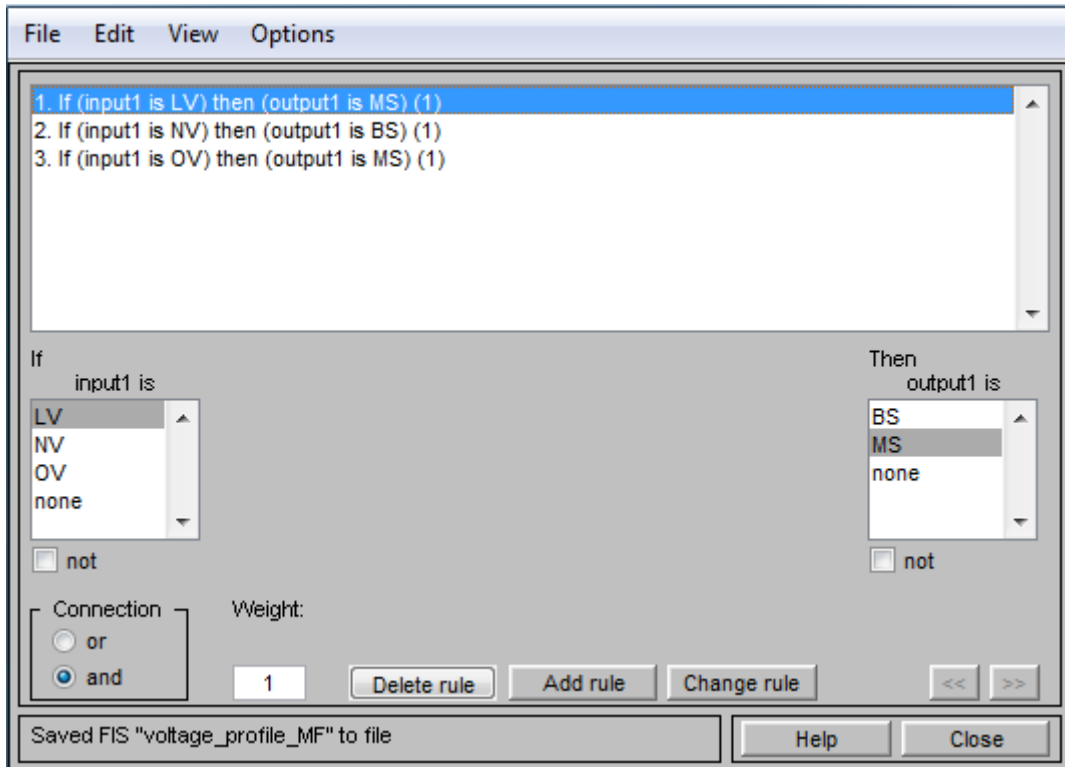 File Edit View Options
1. If (input1 is LV) then (output1 is MS) (1)
2. If (input1 is NV) then (output1 is BS) (1)
3. If (input1 is OV) then (output1 is MS) (1)
If
input1 is
LV
NV
OV
none
not
Then
output1 is
BS
MS
none
not
Connection
or
and
Weight:
1
Delete rule Add rule Change rule << >>
Saved FIS "voltage_profile_MF" to file
Help Close